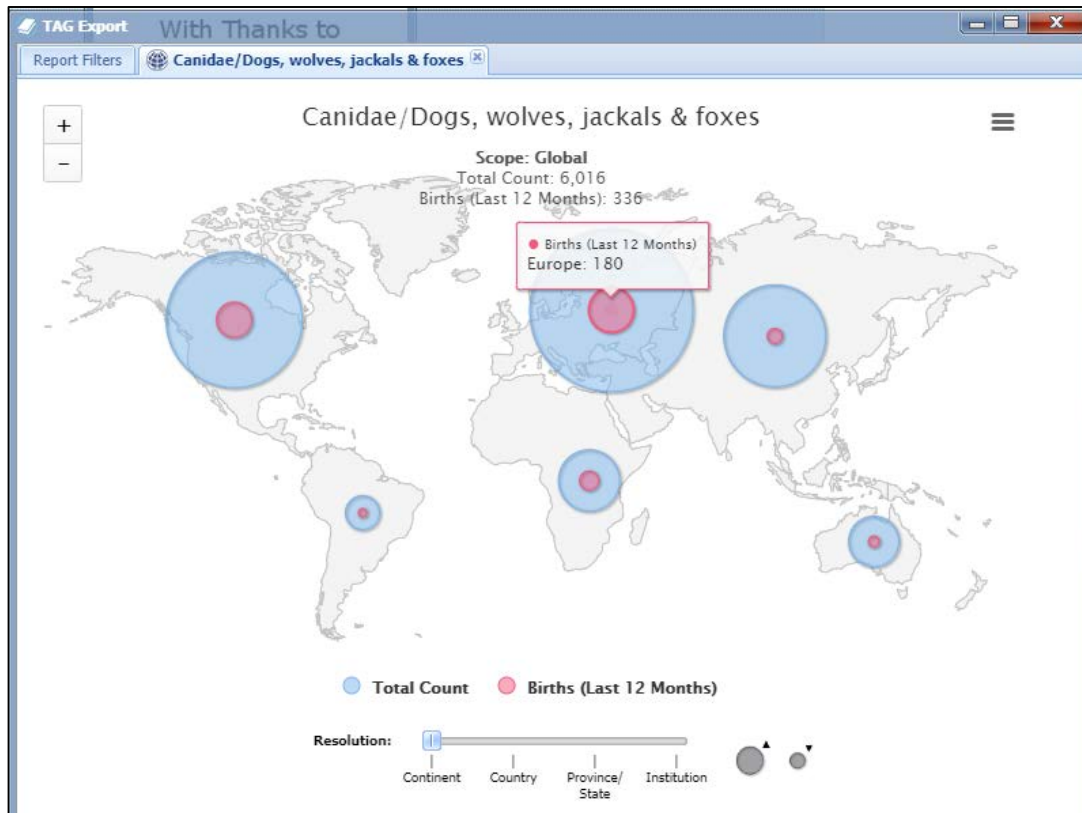 With Thanks to
TAG Export
Report Filters
Canidae/Dogs, wolves, jackals & foxes
+
−
Canidae/Dogs, wolves, jackals & foxes
Scope: Global
Total Count: 6,016
Births (Last 12 Months): 336
Births (Last 12 Months)
Europe: 180
Total Count
Births (Last 12 Months)
Resolution:
Continent
Country
Province/
State
Institution